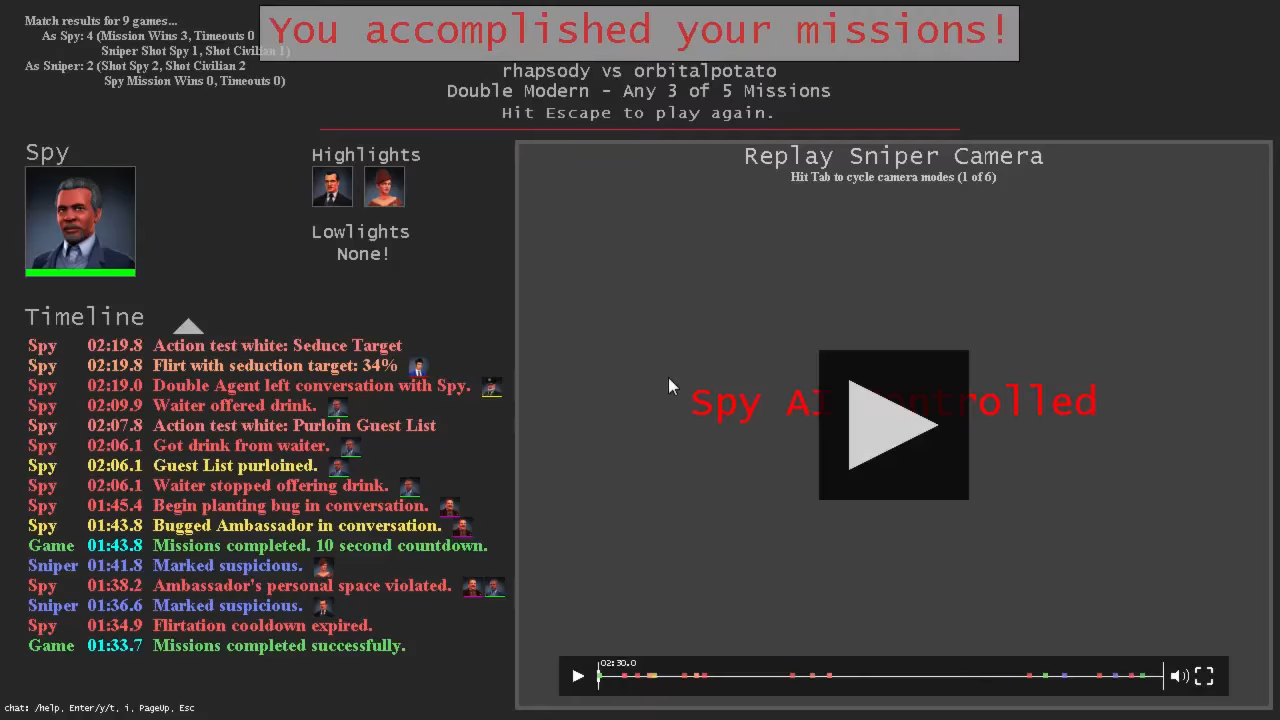 Match results for 9 games...
As Spy: 4 (Mission Wins 3, Timeouts 0
Sniper Shot Spy 1, Shot Civilian 1)
As Sniper: 2 (Shot Spy 2, Shot Civilian 2
Spy Mission Wins 0, Timeouts 0)
You accomplished your missions!
rhapsody vs orbitalpotato
Double Modern - Any 3 of 5 Missions
Hit Escape to play again.
Spy
Highlights
Lowlights
None!
Timeline
Spy 02:19.8 Action test white: Seduce Target
Spy 02:19.8 Flirt with seduction target: 34%
Spy 02:19.0 Double Agent left conversation with Spy.
Spy 02:09.9 Waiter offered drink.
Spy 02:07.8 Action test white: Purloin Guest List
Spy 02:06.1 Got drink from waiter.
Spy 02:06.1 Guest List purloined.
Spy 02:06.1 Waiter stopped offering drink.
Spy 01:45.4 Begin planting bug in conversation.
Spy 01:43.8 Bugged Ambassador in conversation.
Game 01:43.8 Missions completed. 10 second countdown.
Sniper 01:41.8 Marked suspicious.
Spy 01:38.2 Ambassador's personal space violated.
Sniper 01:36.6 Marked suspicious.
Spy 01:34.9 Flirtation cooldown expired.
Game 01:33.7 Missions completed successfully.
Replay Sniper Camera
Hit Tab to cycle camera modes (1 of 6)
Spy AI Controlled
02:30.0
chat: /help, Enter/y/t, i, PageUp, Esc